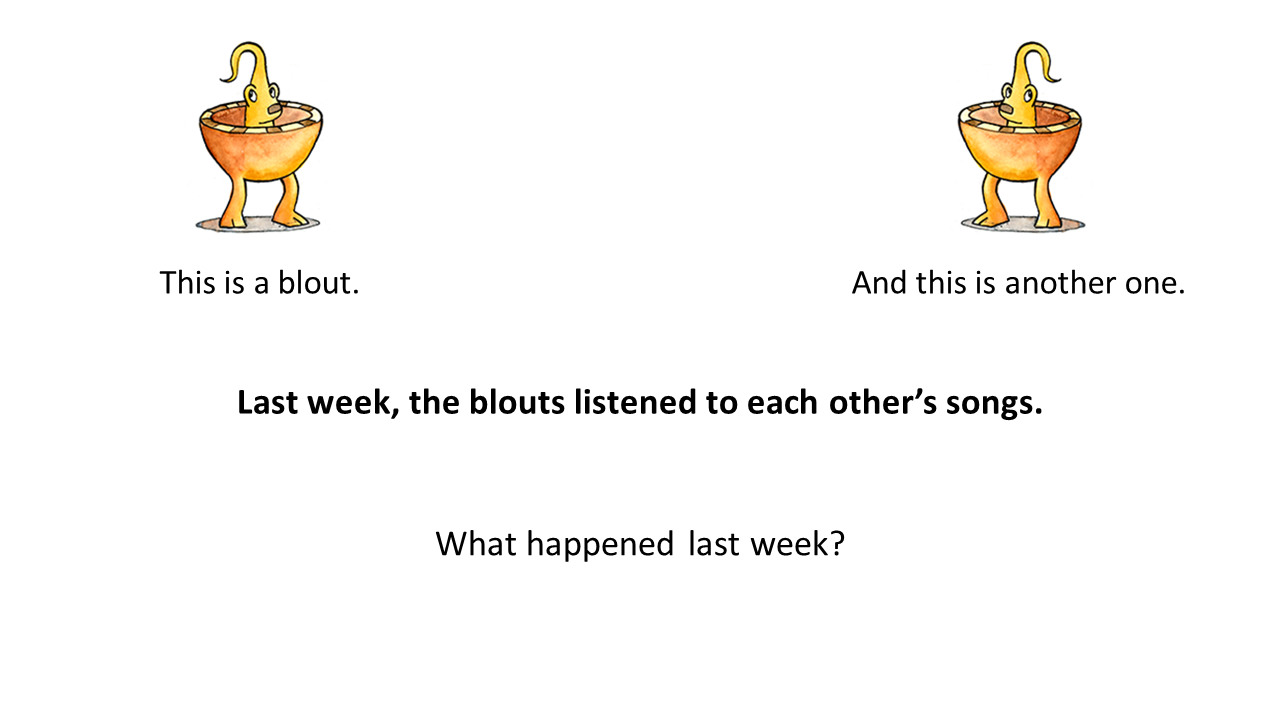 This is a blout.
And this is another one.
Last week, the blouts listened to each other’s songs.
What happened last week?